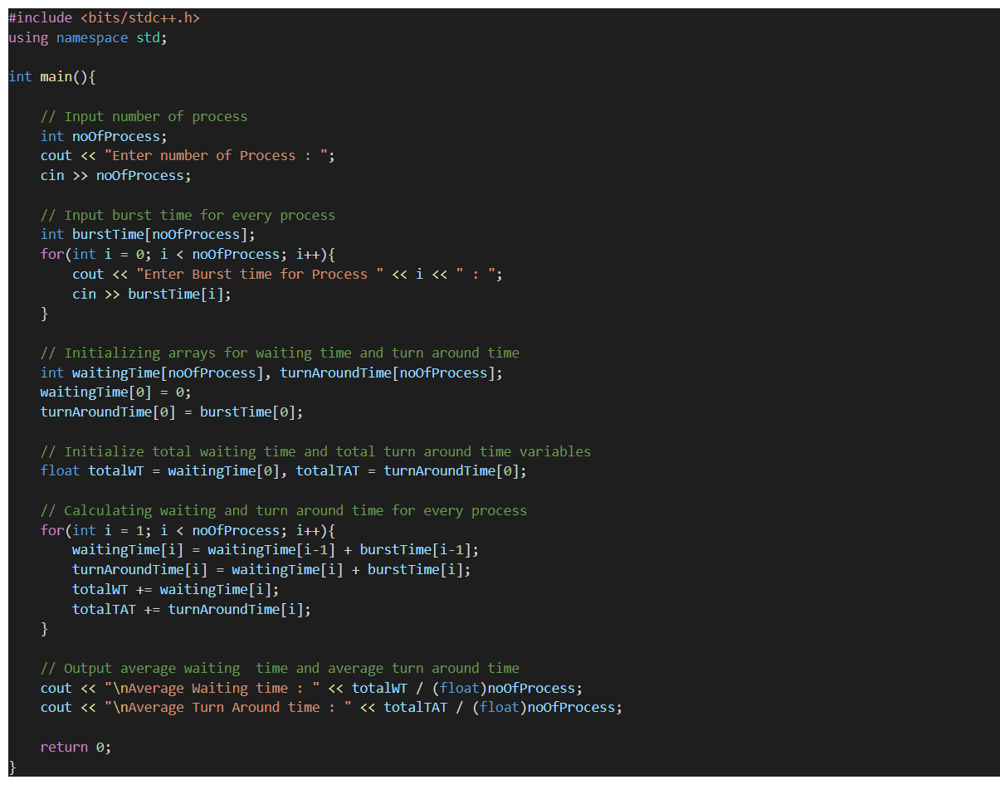 #include <bits/stdc++.h>
using namespace std;

int main(){

    // Input number of process
    int noOfProcess;
    cout << "Enter number of Process : ";
    cin >> noOfProcess;

    // Input burst time for every process
    int burstTime[noOfProcess];
    for(int i = 0; i < noOfProcess; i++){
        cout << "Enter Burst time for Process " << i << " : ";
        cin >> burstTime[i];
    }

    // Initializing arrays for waiting time and turn around time
    int waitingTime[noOfProcess], turnAroundTime[noOfProcess];
    waitingTime[0] = 0;
    turnAroundTime[0] = burstTime[0];

    // Initialize total waiting time and total turn around time variables
    float totalWT = waitingTime[0], totalTAT = turnAroundTime[0];

    // Calculating waiting and turn around time for every process
    for(int i = 1; i < noOfProcess; i++){
        waitingTime[i] = waitingTime[i-1] + burstTime[i-1];
        turnAroundTime[i] = waitingTime[i] + burstTime[i];
        totalWT += waitingTime[i];
        totalTAT += turnAroundTime[i];
    }

    // Output average waiting  time and average turn around time
    cout << "\nAverage Waiting time : " << totalWT / (float)noOfProcess;
    cout << "\nAverage Turn Around time : " << totalTAT / (float)noOfProcess;

    return 0;
}